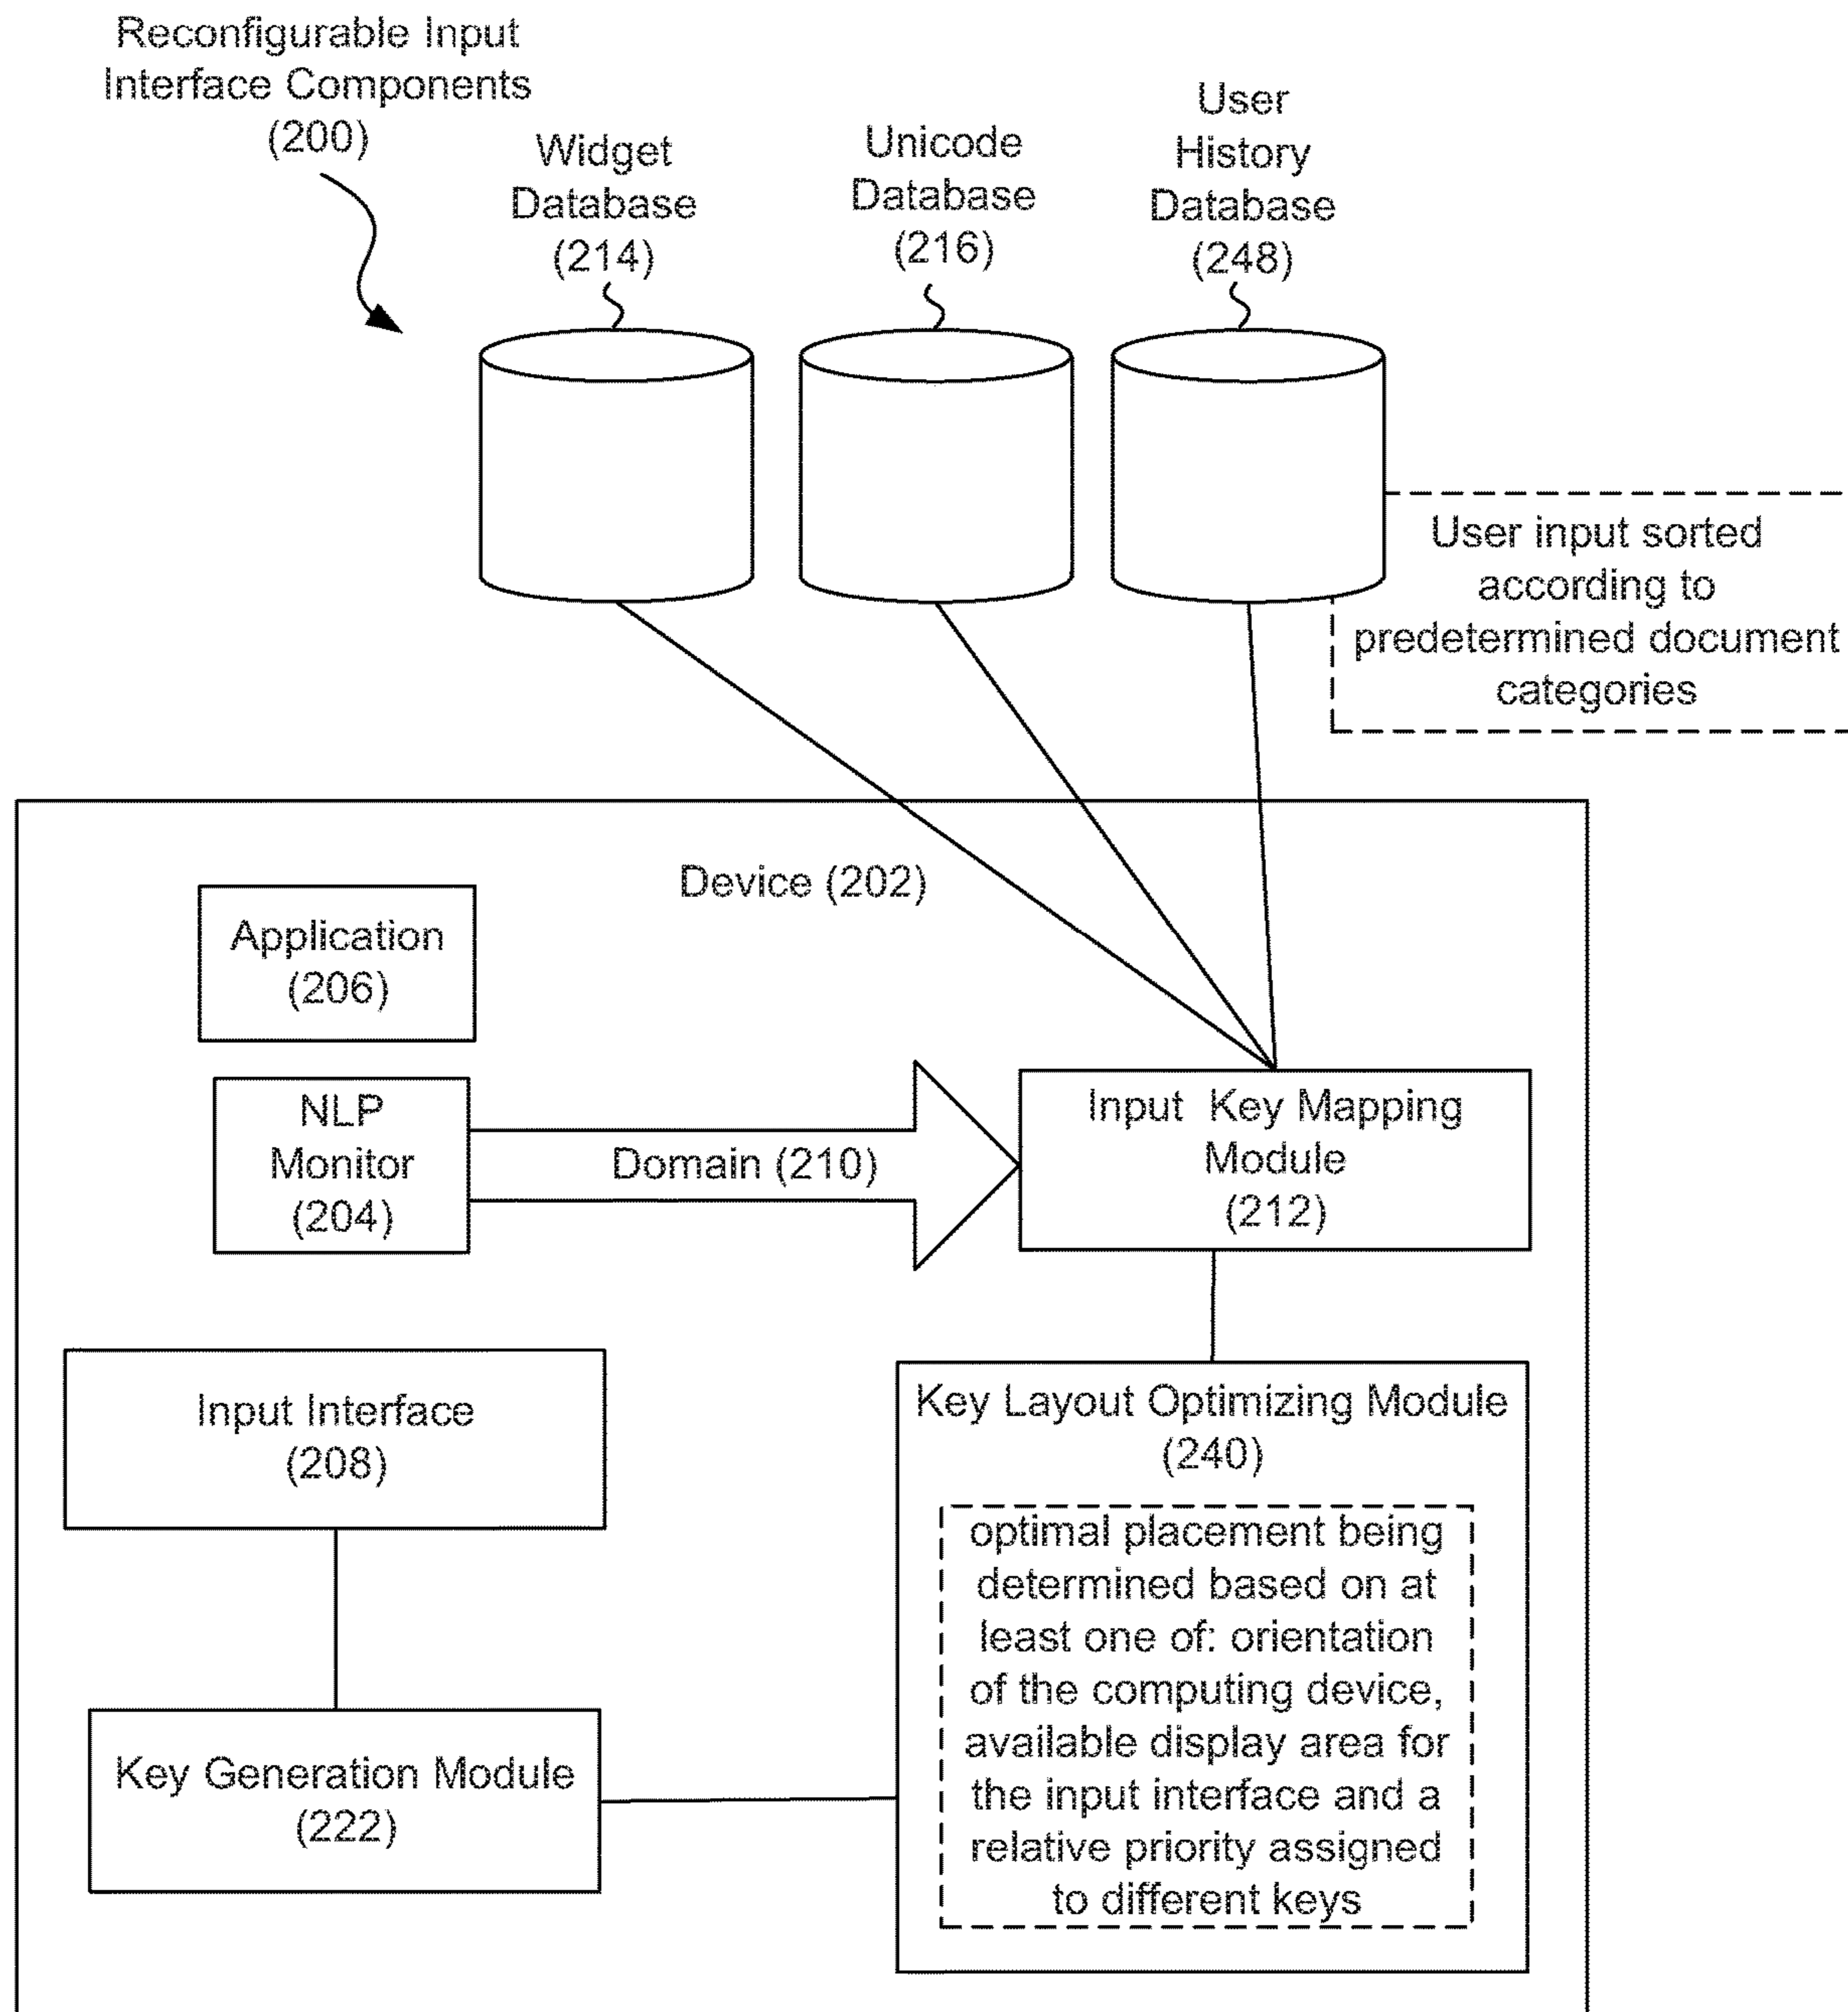 Reconfigurable Input
Interface Components
(200)
Widget
Database
(214)
Unicode
Database
(216)
User
History
Database
(248)
User input sorted
according to
predetermined document
categories
Device (202)
Application
(206)
NLP
Monitor
(204)
Domain (210)
Input Key Mapping
Module
(212)
Input Interface
(208)
Key Layout Optimizing Module
(240)
optimal placement being
determined based on at
least one of: orientation
of the computing device,
available display area for
the input interface and a
relative priority assigned
to different keys
Key Generation Module
(222)